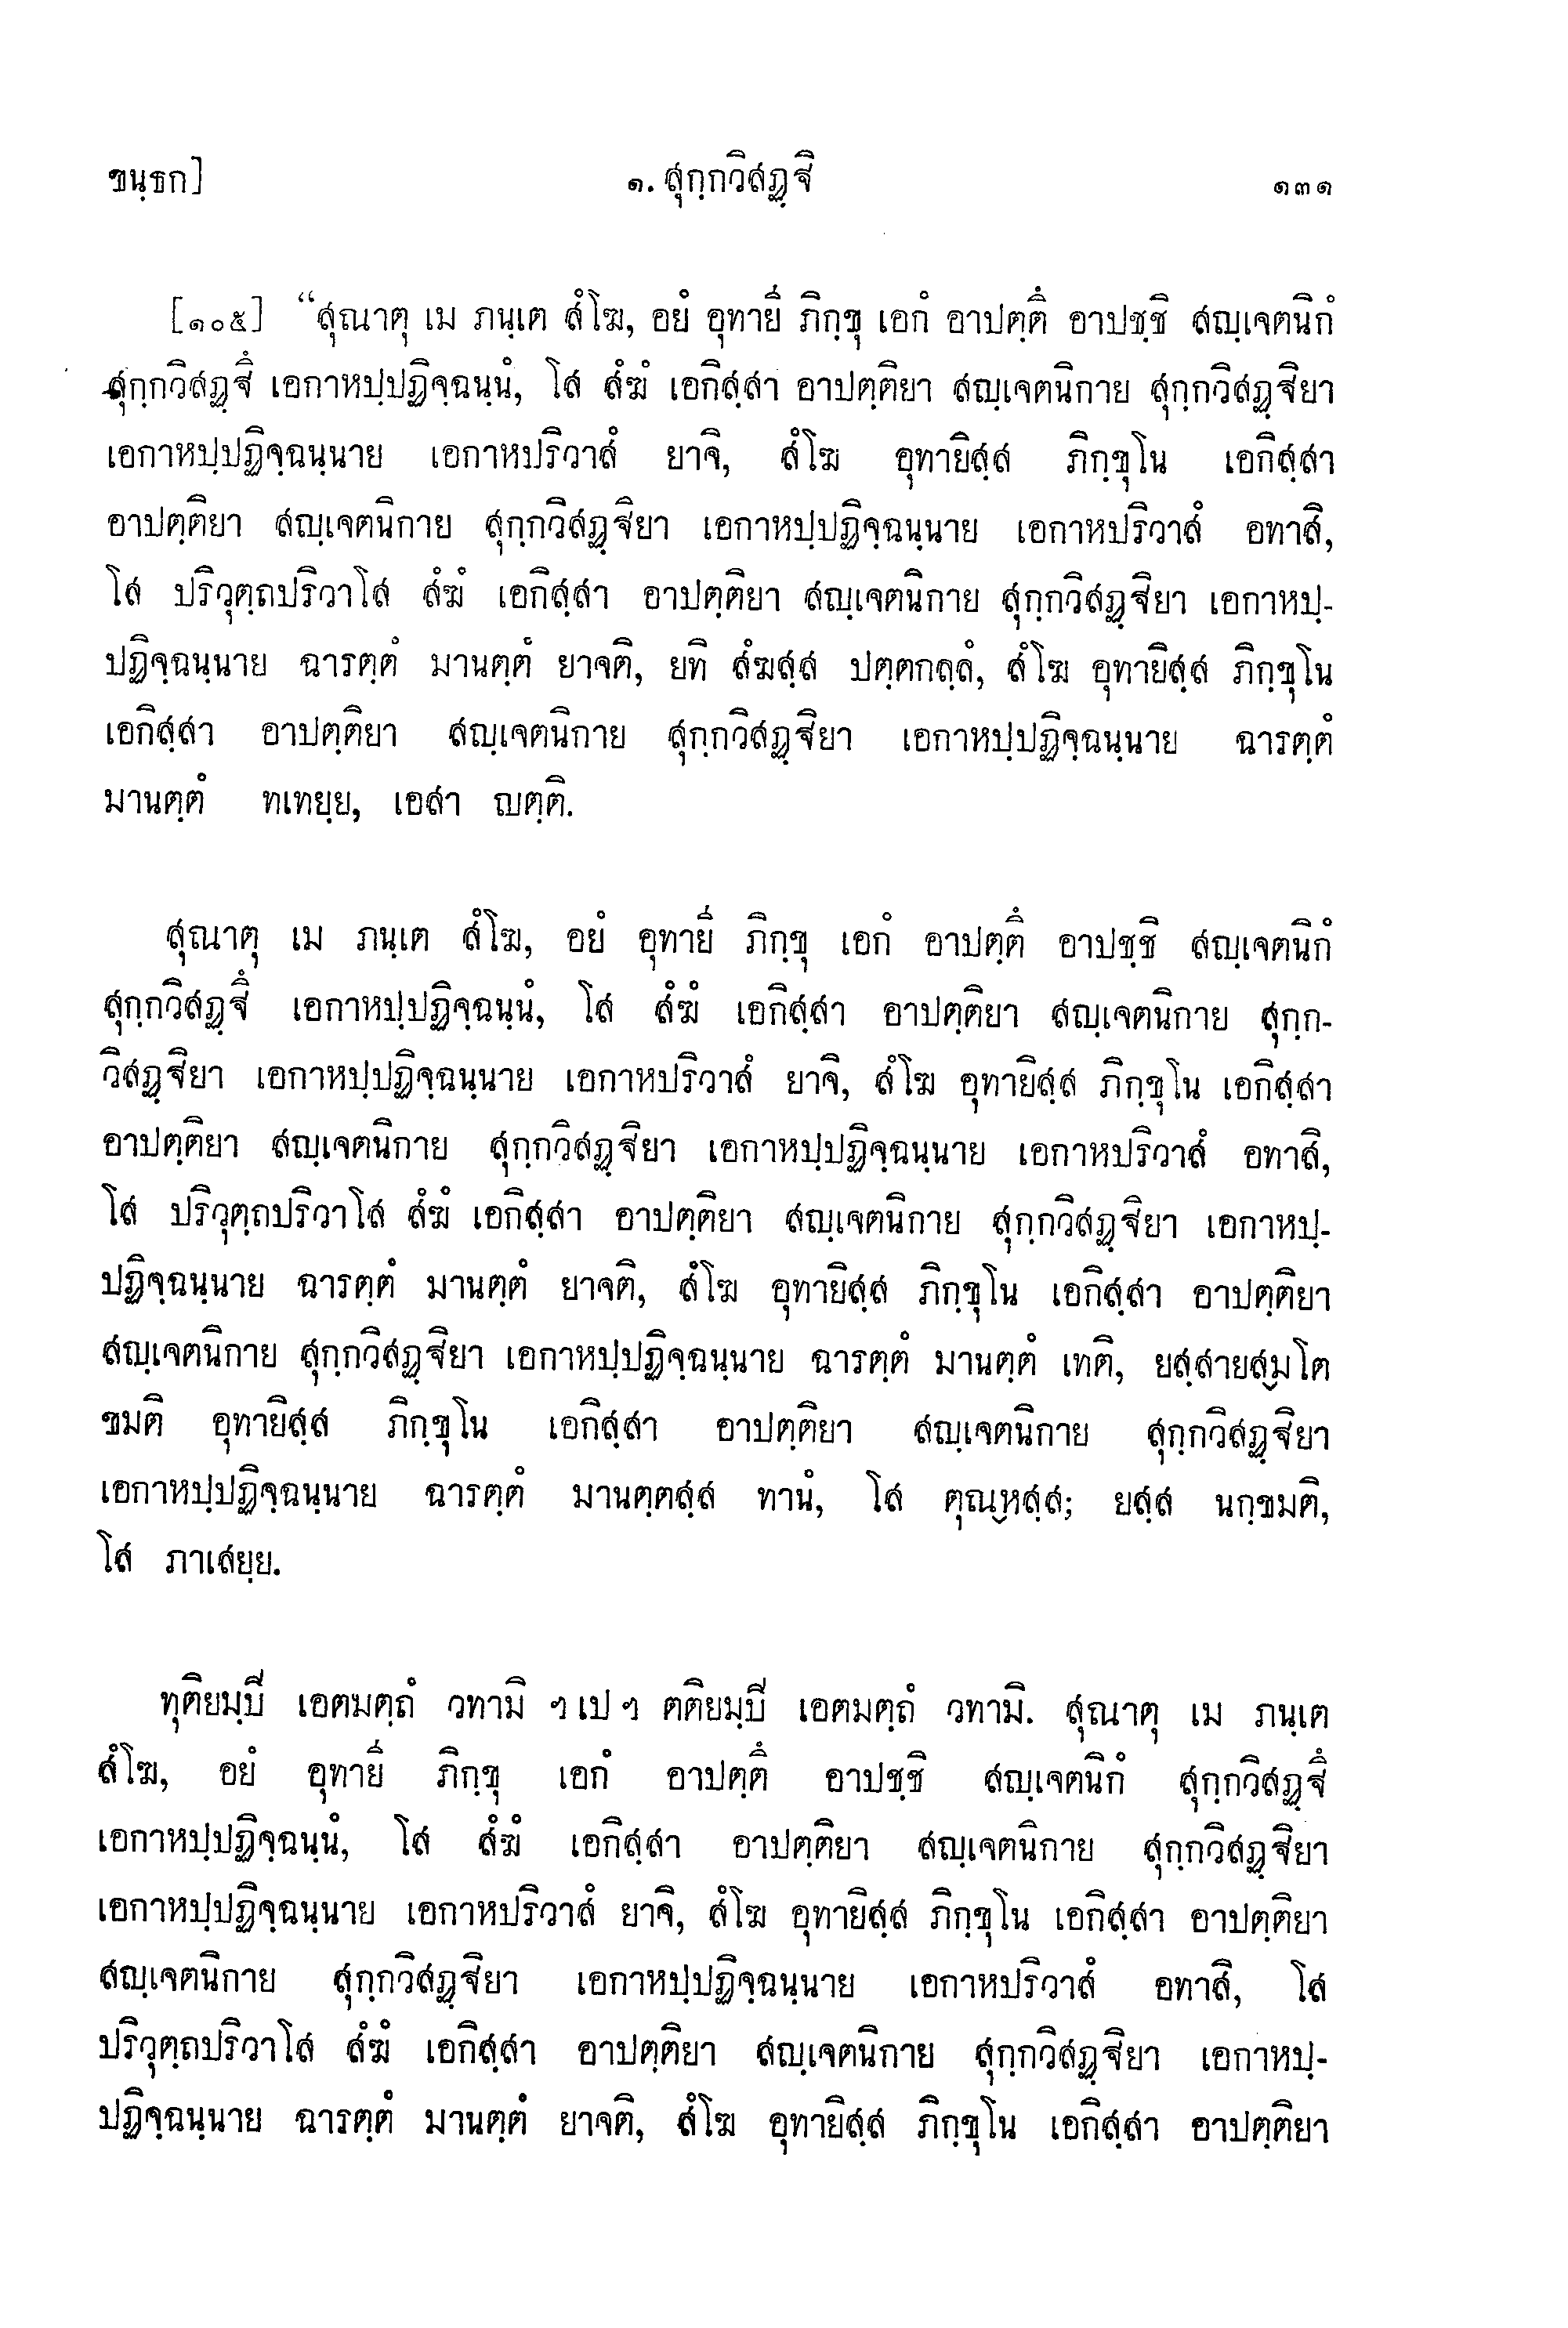 ขนฺธก] ๑. สุกฺกวิสฏฺฐิ ๑๓๑
[๑๐๕] “สุณาตุ เม ภนฺเต สํโฆ, อยํ อุทายี ภิกฺขุ เอกํ อาปตฺตึ อาปชฺชิ สญฺเจตนิกํ
สุกฺกวิสฏฺฐึ เอกาหปฺปฏิจฺฉนฺนํ, โส สํฆํ เอกิสฺสา อาปตฺติยา สญฺเจตนิกาย สุกฺกวิสฏฺฐิยา
เอกาหปฺปฏิจฺฉนฺนาย เอกาหปริวาสํ ยาจิ, สํโฆ อุทายิสฺส ภิกฺขุโน เอกิสฺสา
อาปตฺติยา สญฺเจตนิกาย สุกฺกวิสฏฺฐิยา เอกาหปฺปฏิจฺฉนฺนาย เอกาหปริวาสํ อทาสิ,
โส ปริวุตฺถปริวาโส สํฆํ เอกิสฺสา อาปตฺติยา สญฺเจตนิกาย สุกฺกวิสฏฺฐิยา เอกาหปฺ-
ปฏิจฺฉนฺนาย ฉารตฺตํ มานตฺตํ ยาจติ, ยทิ สํฆสฺส ปตฺตกลฺลํ, สํโฆ อุทายิสฺส ภิกฺขุโน
เอกิสฺสา อาปตฺติยา สญฺเจตนิกาย สุกฺกวิสฏฺฐิยา เอกาหปฺปฏิจฺฉนฺนาย ฉารตฺตํ
มานตฺตํ ทเทยฺย, เอสา ญตฺติ.
สุณาตุ เม ภนฺเต สํโฆ, อยํ อุทายี ภิกฺขุ เอกํ อาปตฺตึ อาปชฺชิ สญฺเจตนิกํ
สุกฺกวิสฏฺฐึ เอกาหปฺปฏิจฺฉนฺนํ, โส สํฆํ เอกิสฺสา อาปตฺติยา สญฺเจตนิกาย สุกฺก-
วิสฏฺฐิยา เอกาหปฺปฏิจฺฉนฺนาย เอกาหปริวาสํ ยาจิ, สํโฆ อุทายิสฺส ภิกฺขุโน เอกิสฺสา
อาปตฺติยา สญฺเจตนิกาย สุกฺกวิสฏฺฐิยา เอกาหปฺปฏิจฺฉนฺนาย เอกาหปริวาสํ อทาสิ,
โส ปริวุตฺถปริวาโส สํฆํ เอกิสฺสา อาปตฺติยา สญฺเจตนิกาย สุกฺกวิสฏฺฐิยา เอกาหปฺ-
ปฏิจฺฉนฺนาย ฉารตฺตํ มานตฺตํ ยาจติ, สํโฆ อุทายิสฺส ภิกฺขุโน เอกิสฺสา อาปตฺติยา
สญฺเจตนิกาย สุกฺกวิสฏฺฐิยา เอกาหปฺปฏิจฺฉนฺนาย ฉารตฺตํ มานตฺตํ เทติ, ยสฺสายสฺมโต
ขมติ อุทายิสฺส ภิกฺขุโน เอกิสฺสา อาปตฺติยา สญฺเจตนิกาย สุกฺกวิสฏฺฐิยา
เอกาหปฺปฏิจฺฉนฺนาย ฉารตฺตํ มานตฺตสฺส ทานํ, โส ตุณฺหสฺส; ยสฺส นกฺขมติ,
โส ภาเสยฺย.
ทุติยมฺปิ เอตมตฺถํ วทามิ ฯ เป ฯ ตติยมฺปิ เอตมตฺถํ วทามิ. สุณาตุ เม ภนฺเต
สํโฆ, อยํ อุทายี ภิกฺขุ เอกํ อาปตฺตึ อาปชฺชิ สญฺเจตนิกํ สุกฺกวิสฏฺฐึ
เอกาหปฺปฏิจฺฉนฺนํ, โส สํฆํ เอกิสฺสา อาปตฺติยา สญฺเจตนิกาย สุกฺกวิสฏฺฐิยา
เอกาหปฺปฏิจฺฉนฺนาย เอกาหปริวาสํ ยาจิ, สํโฆ อุทายิสฺส ภิกฺขุโน เอกิสฺสา อาปตฺติยา
สญฺเจตนิกาย สุกฺกวิสฏฺฐิยา เอกาหปฺปฏิจฺฉนฺนาย เอกาหปริวาสํ อทาสิ, โส
ปริวุตฺถปริวาโส สํฆํ เอกิสฺสา อาปตฺติยา สญฺเจตนิกาย สุกฺกวิสฏฺฐิยา เอกาหปฺ-
ปฏิจฺฉนฺนาย ฉารตฺตํ มานตฺตํ ยาจติ, สํโฆ อุทายิสฺส ภิกฺขุโน เอกิสฺสา อาปตฺติยา